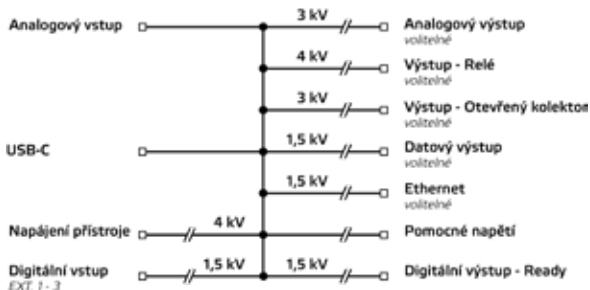 Analogový vstup
3 kV
Analogový výstup
volitelné
4 kV
Výstup - Relé
volitelné
3 kV
Výstup - Otevřený kolektor
volitelné
USB-C
1,5 kV
Datový výstup
volitelné
1,5 kV
Ethernet
volitelné
Napájení přístroje
4 kV
Pomocné napětí
Digitální vstup
EXT. 1 - 3
1,5 kV
1,5 kV
Digitální výstup - Ready